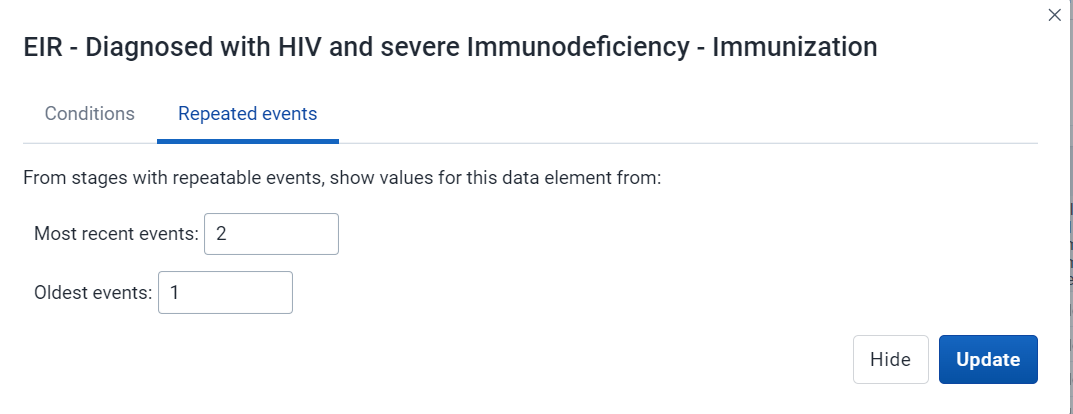 EIR - Diagnosed with HIV and severe Immunodeficiency - Immunization
Conditions Repeated events
From stages with repeatable events, show values for this data element from:
Most recent events: 2
Oldest events: 1
Hide Update